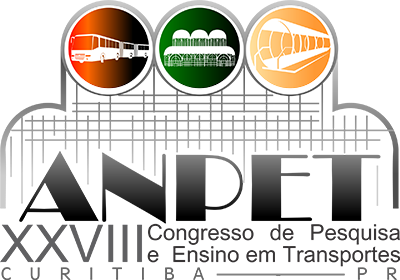 ANPET
XXVIII Congresso de Pesquisa
e Ensino em Transportes
CURITIBA PR